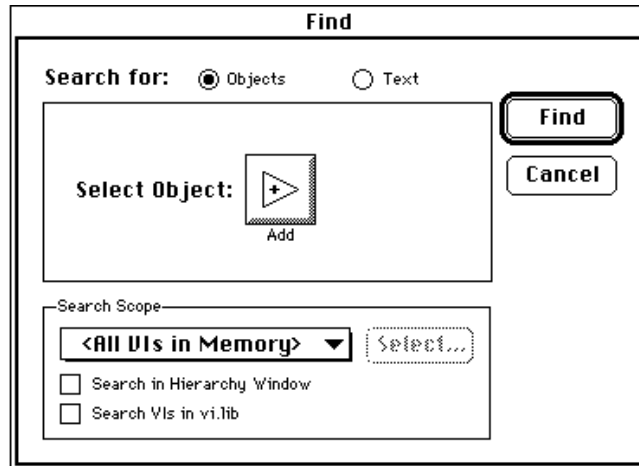 Find
Search for: Objects Text
Find
Select Object:
Add
Cancel
Search Scope
<All VIs in Memory> Select...
Search in Hierarchy Window
Search VIs in vi.lib